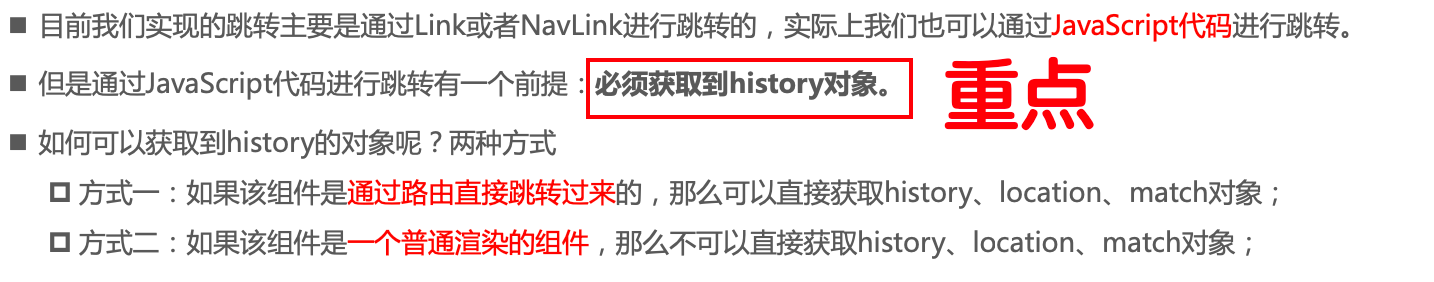 目前我们实现的跳转主要是通过Link或者NavLink进行跳转的，实际上我们也可以通过JavaScript代码进行跳转。
但是通过JavaScript代码进行跳转有一个前提：必须获取到history对象。
重点
如何可以获取到history的对象呢？两种方式
方式一：如果该组件是通过路由直接跳转过来的，那么可以直接获取history、location、match对象；
方式二：如果该组件是一个普通渲染的组件，那么不可以直接获取history、location、match对象；